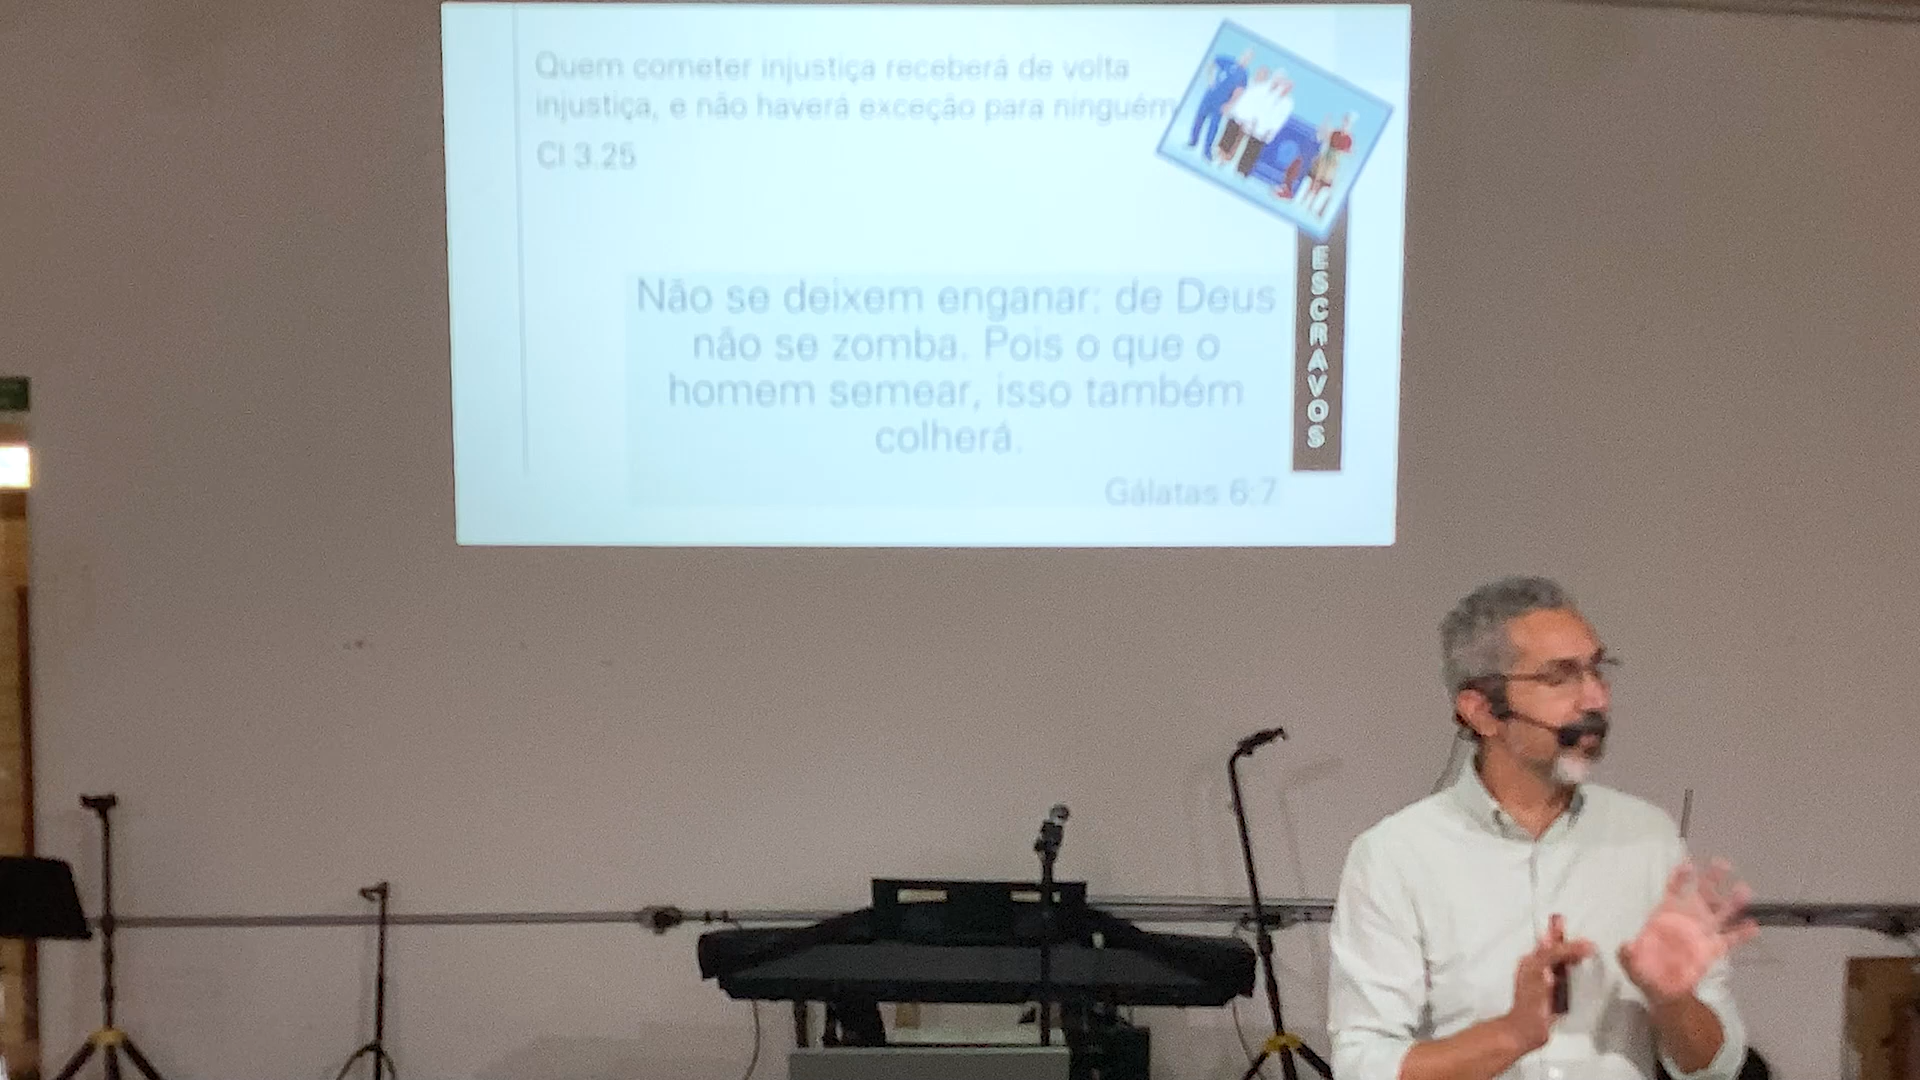 Quem cometer injustiça receberá de volta
injustiça, e não haverá exceção para ninguém
Cl 3.25
Não se deixem enganar: de Deus
não se zomba. Pois o que o
homem semear, isso também
colherá.
Gálatas 6:7
ESCRAVOS